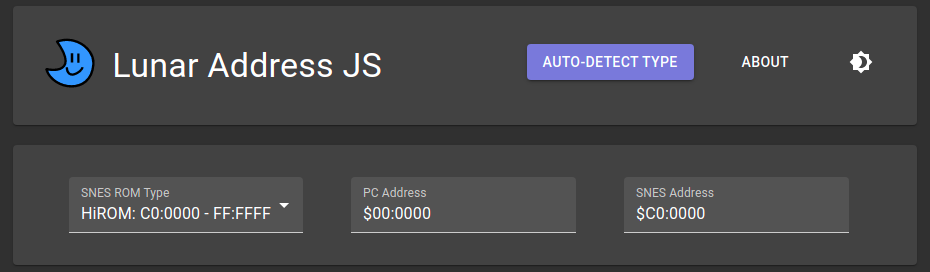 Lunar Address JS
AUTO-DETECT TYPE
ABOUT
SNES ROM Type
HiROM: C0:0000 - FF:FFFF
PC Address
$00:0000
SNES Address
$C0:0000